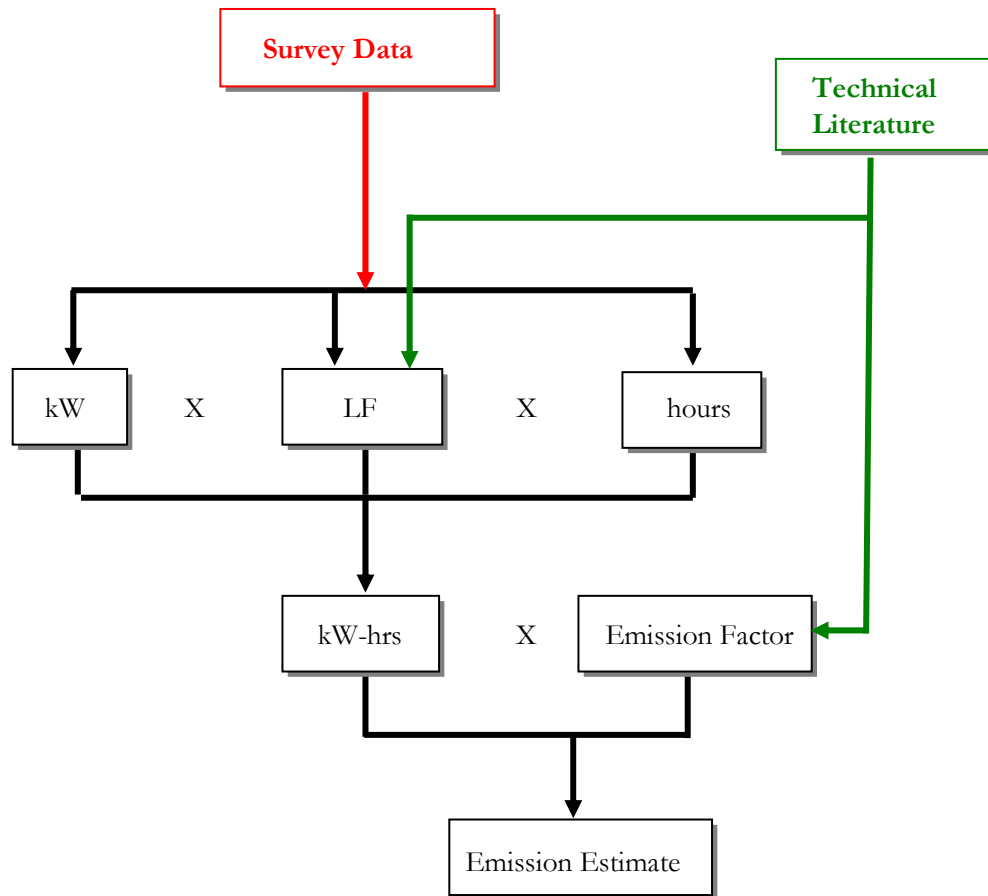 Survey Data
Technical
Literature
kW X LF X hours
kW-hrs X Emission Factor
Emission Estimate